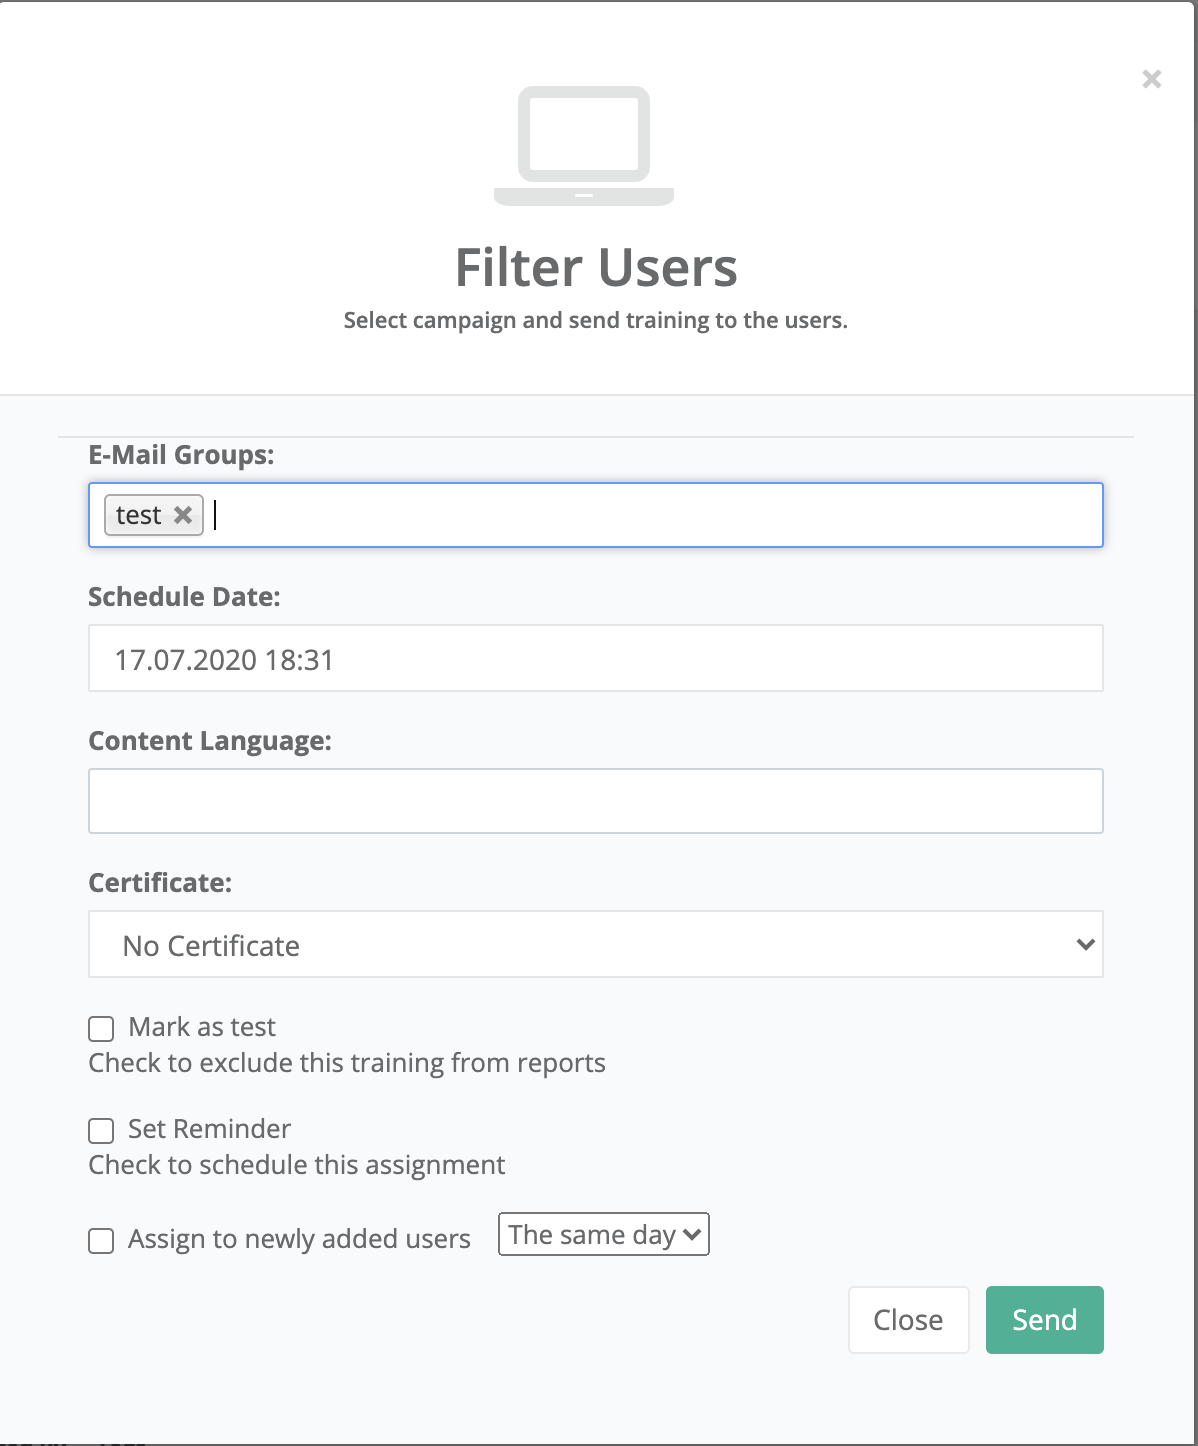 Filter Users
Select campaign and send training to the users.
E-Mail Groups:
test
Schedule Date:
17.07.2020 18:31
Content Language:
Certificate:
No Certificate
Mark as test
Check to exclude this training from reports
Set Reminder
Check to schedule this assignment
Assign to newly added users The same day
Close Send